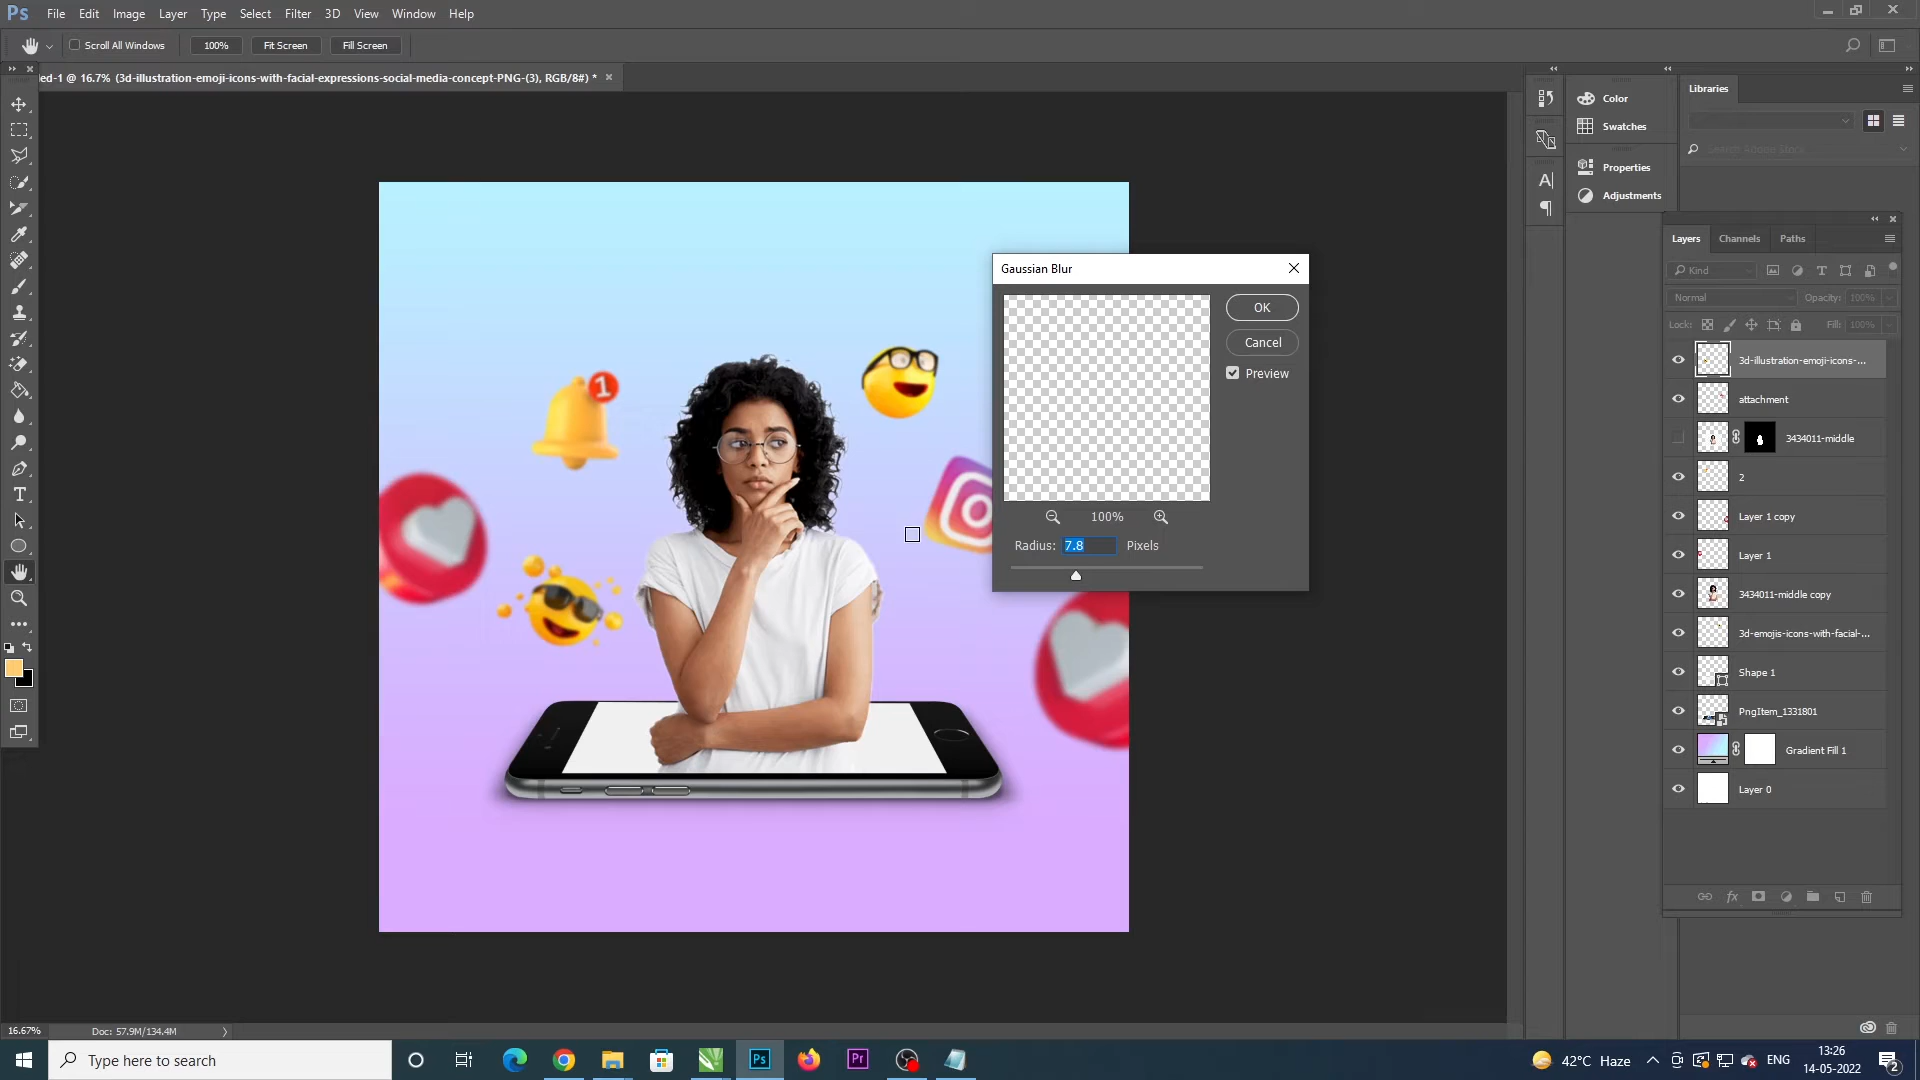 Ps File Edit Image Layer Type Select Filter 3D View Window Help
Scroll All Windows 100% Fit Screen Fill Screen
ed-1 @ 16.7% (3d-illustration-emoji-icons-with-facial-expressions-social-media-concept-PNG-(3), RGB/8#) *
Color
Swatches
Properties
Adjustments
Libraries
Search Adobe Stock
Layers Channels Paths
Kind
Normal Opacity: 100%
Lock: Fill: 100%
3d-illustration-emoji-icons-...
attachment
3434011-middle
2
Layer 1 copy
Layer 1
3434011-middle copy
3d-emojis-icons-with-facial-...
Shape 1
PngItem_1331801
Gradient Fill 1
Layer 0
Gaussian Blur
OK
Cancel
Preview
100%
Radius: 7.8 Pixels
1
16.67% Doc: 57.9M/134.4M
Type here to search
Ps
Pr
42°C Haze
ENG
13:26
14-05-2022
2